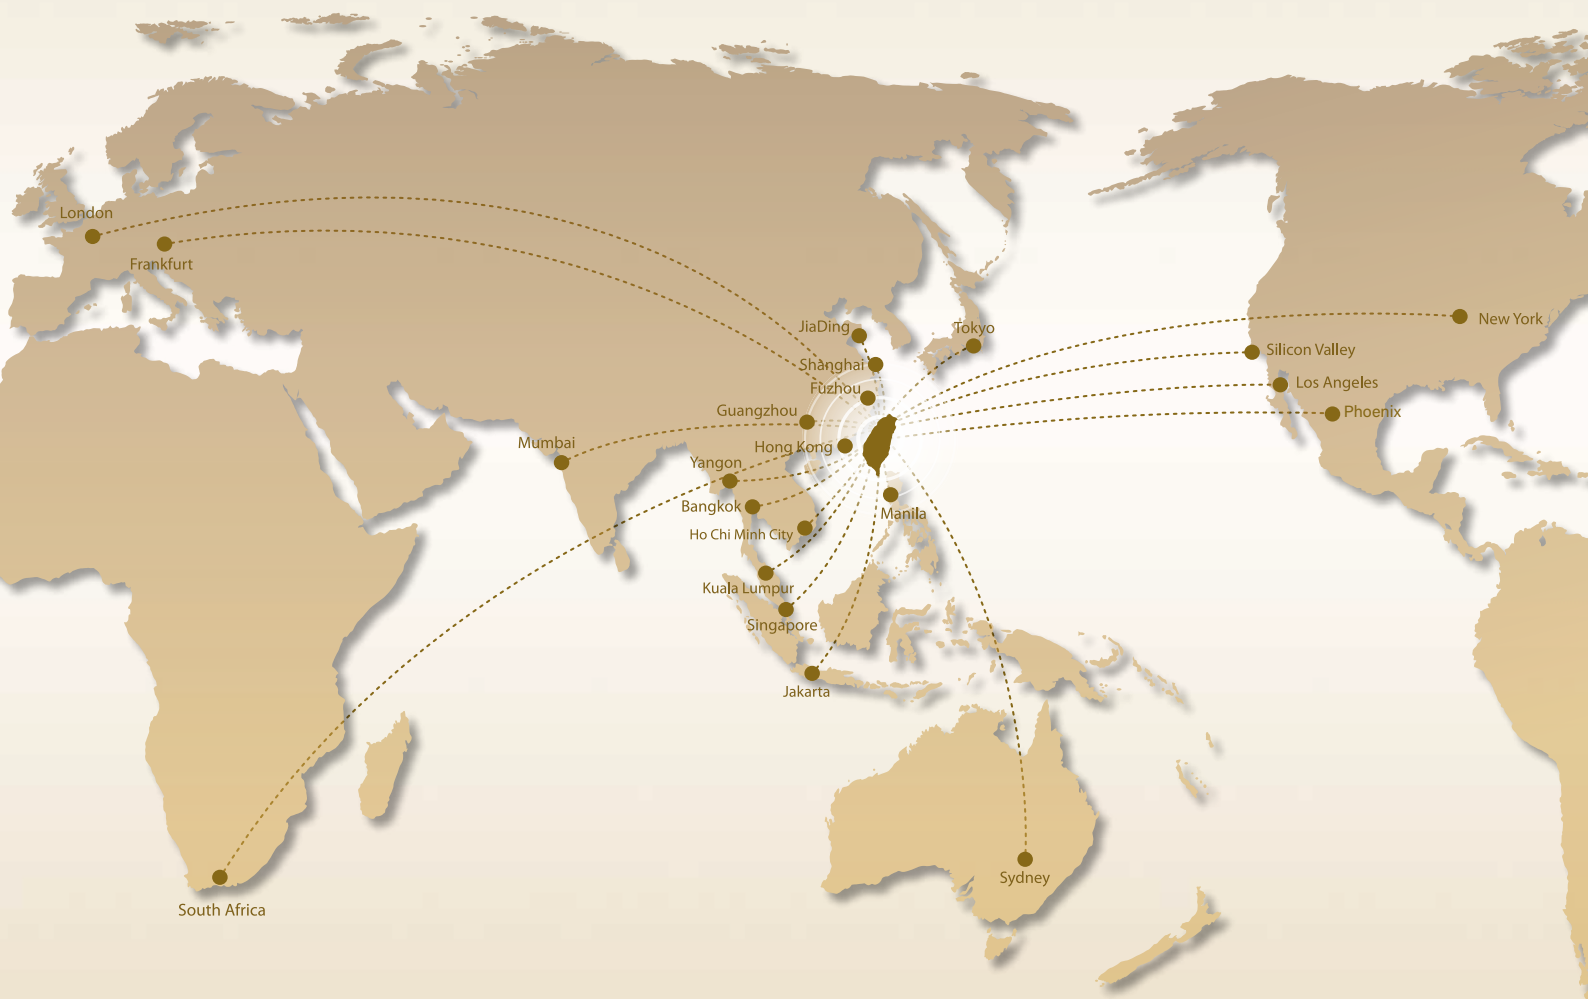 London
Frankfurt
JiaDing
Tokyo
New York
Shanghai
Silicon Valley
Fuzhou
Los Angeles
Guangzhou
Phoenix
Mumbai
Hong Kong
Yangon
Bangkok
Manila
Ho Chi Minh City
Kuala Lumpur
Singapore
Jakarta
Sydney
South Africa